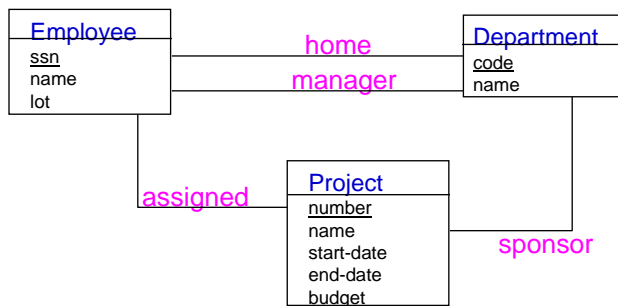 Employee
ssn
name
lot
home
manager
Department
code
name
assigned
Project
number
name
start-date
end-date
budget
sponsor